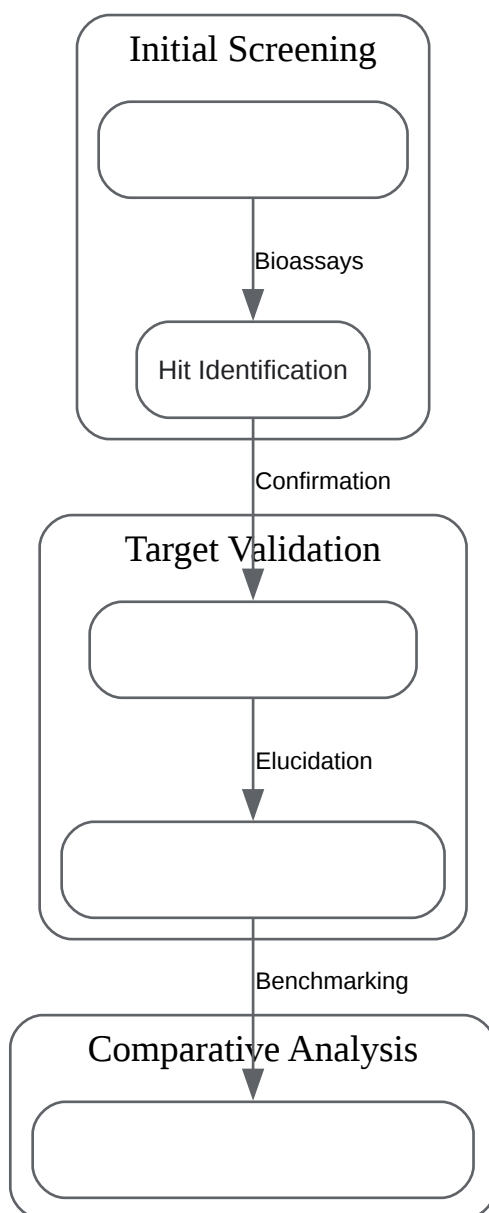 Initial Screening
Bioassays
Hit Identification
Confirmation
Target Validation
Elucidation
Benchmarking
Comparative Analysis